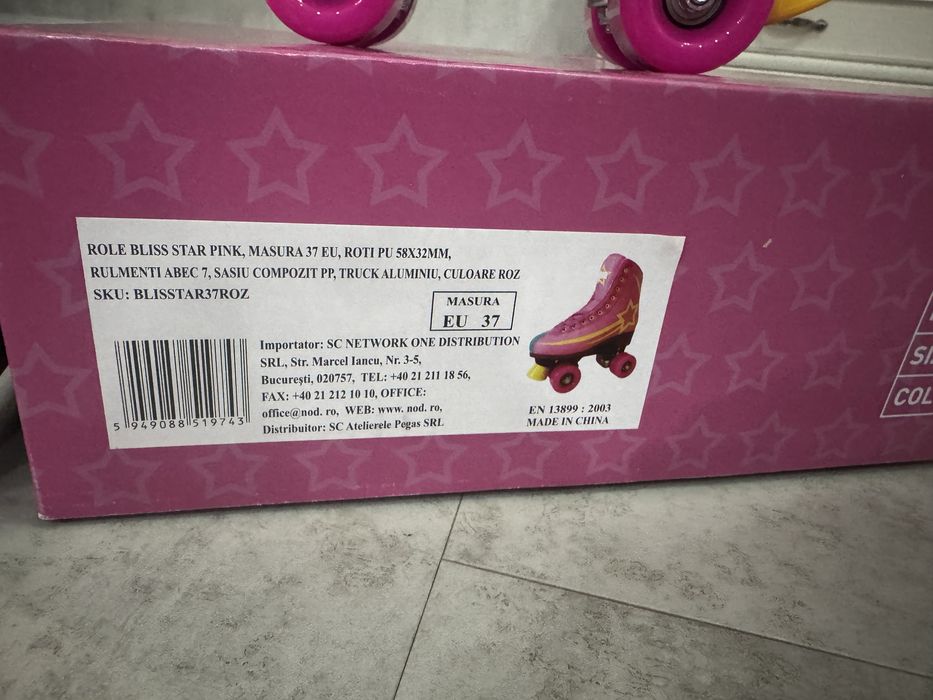 ROLE BLISS STAR PINK, MASURA 37 EU, ROTI PU 58X32MM,
RULMENTI ABEC 7, SASIU COMPOZIT PP, TRUCK ALUMINIU, CULOARE ROZ
SKU: BLISSTAR37ROZ
MASURA
EU 37
Importator: SC NETWORK ONE DISTRIBUTION
SRL, Str. Marcel Iancu, Nr. 3-5,
București, 020757, TEL: +40 21 211 18 56,
FAX: +40 21 212 10 10, OFFICE:
office@nod. ro, WEB: www. nod. ro,
Distribuitor: SC Atelierele Pegas SRL
5 949088 519743
EN 13899 : 2003
MADE IN CHINA